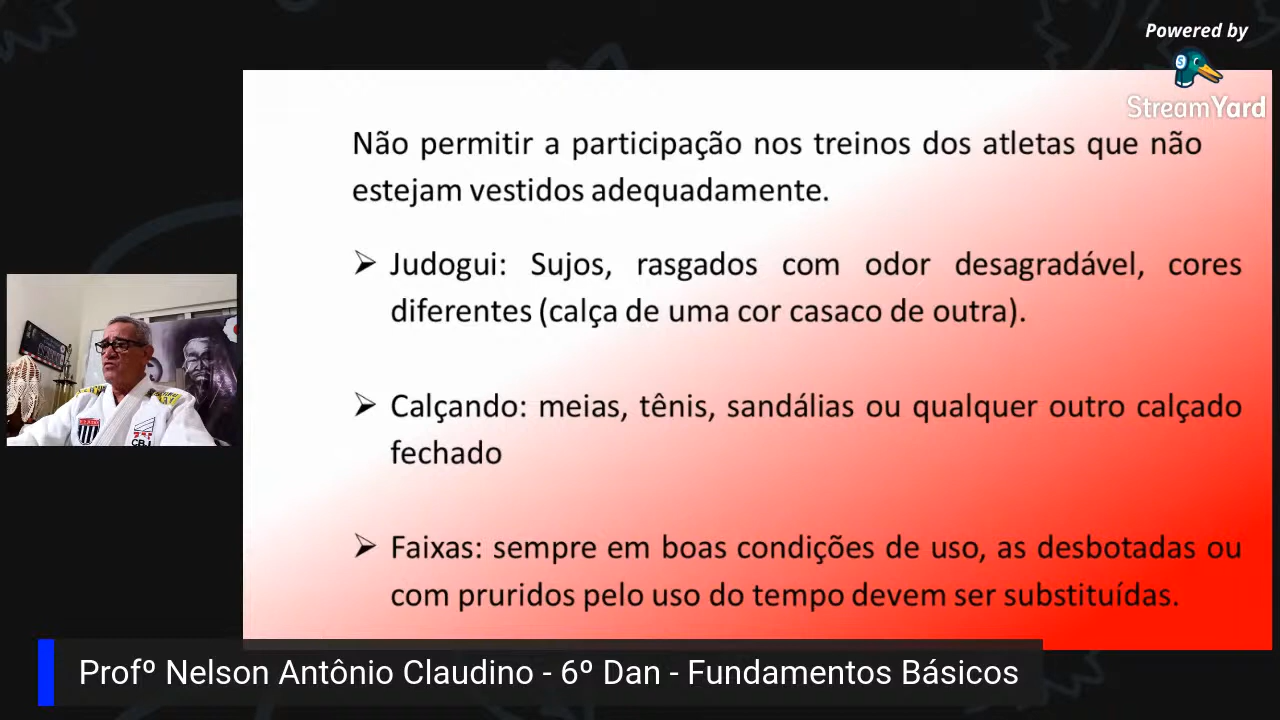 Powered by
StreamYard
Não permitir a participação nos treinos dos atletas que não
estejam vestidos adequadamente.
➢ Judogui: Sujos, rasgados com odor desagradável, cores
diferentes (calça de uma cor casaco de outra).
➢ Calçando: meias, tênis, sandálias ou qualquer outro calçado
fechado
➢ Faixas: sempre em boas condições de uso, as desbotadas ou
com pruridos pelo uso do tempo devem ser substituídas.
Profº Nelson Antônio Claudino - 6º Dan - Fundamentos Básicos